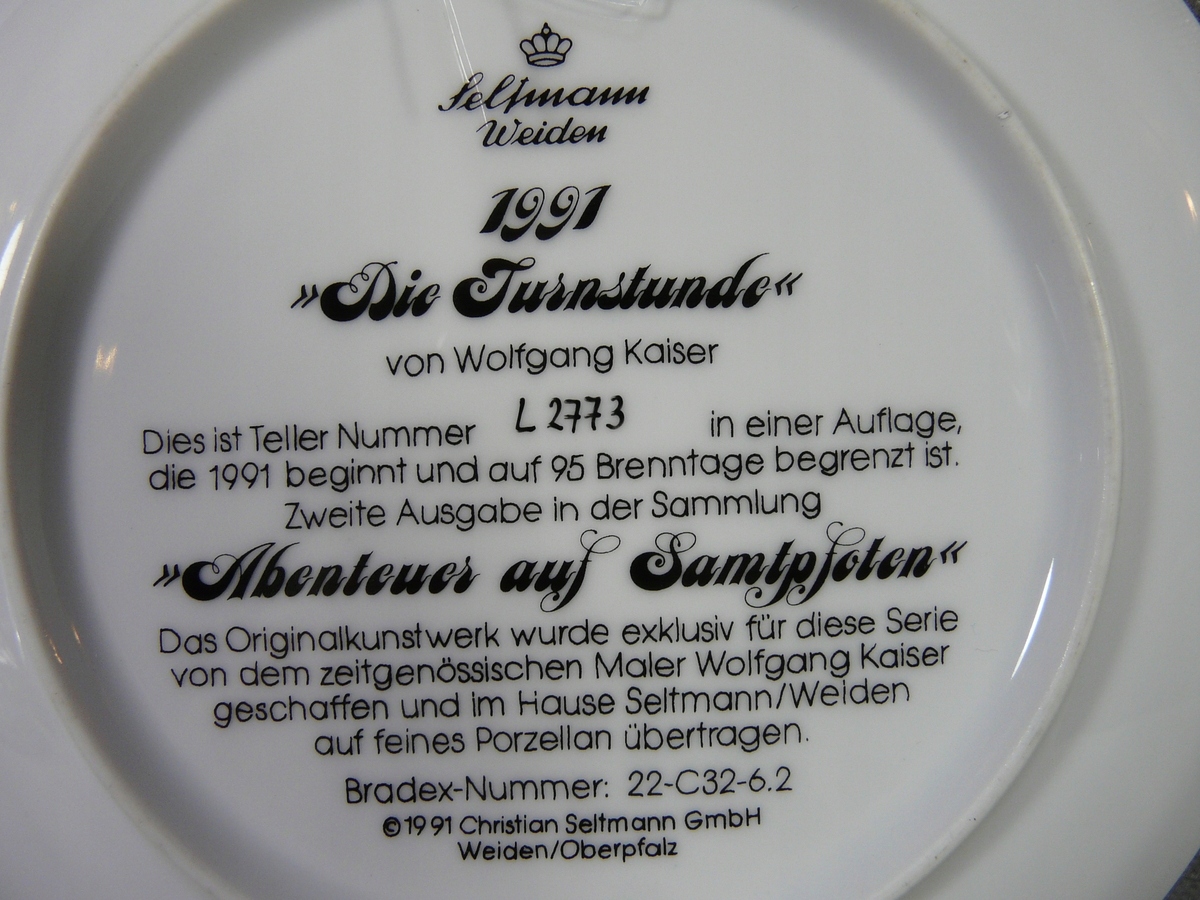 Seltmann
Weiden
1991
»Die Turnstunde«
von Wolfgang Kaiser
Dies ist Teller Nummer L 2773 in einer Auflage,
die 1991 beginnt und auf 95 Brenntage begrenzt ist.
Zweite Ausgabe in der Sammlung
»Abenteuer auf Samtpfoten«
Das Originalkunstwerk wurde exklusiv für diese Serie
von dem zeitgenössischen Maler Wolfgang Kaiser
geschaffen und im Hause Seltmann/Weiden
auf feines Porzellan übertragen.
Bradex-Nummer: 22-C32-6.2
©1991 Christian Seltmann GmbH
Weiden/Oberpfalz